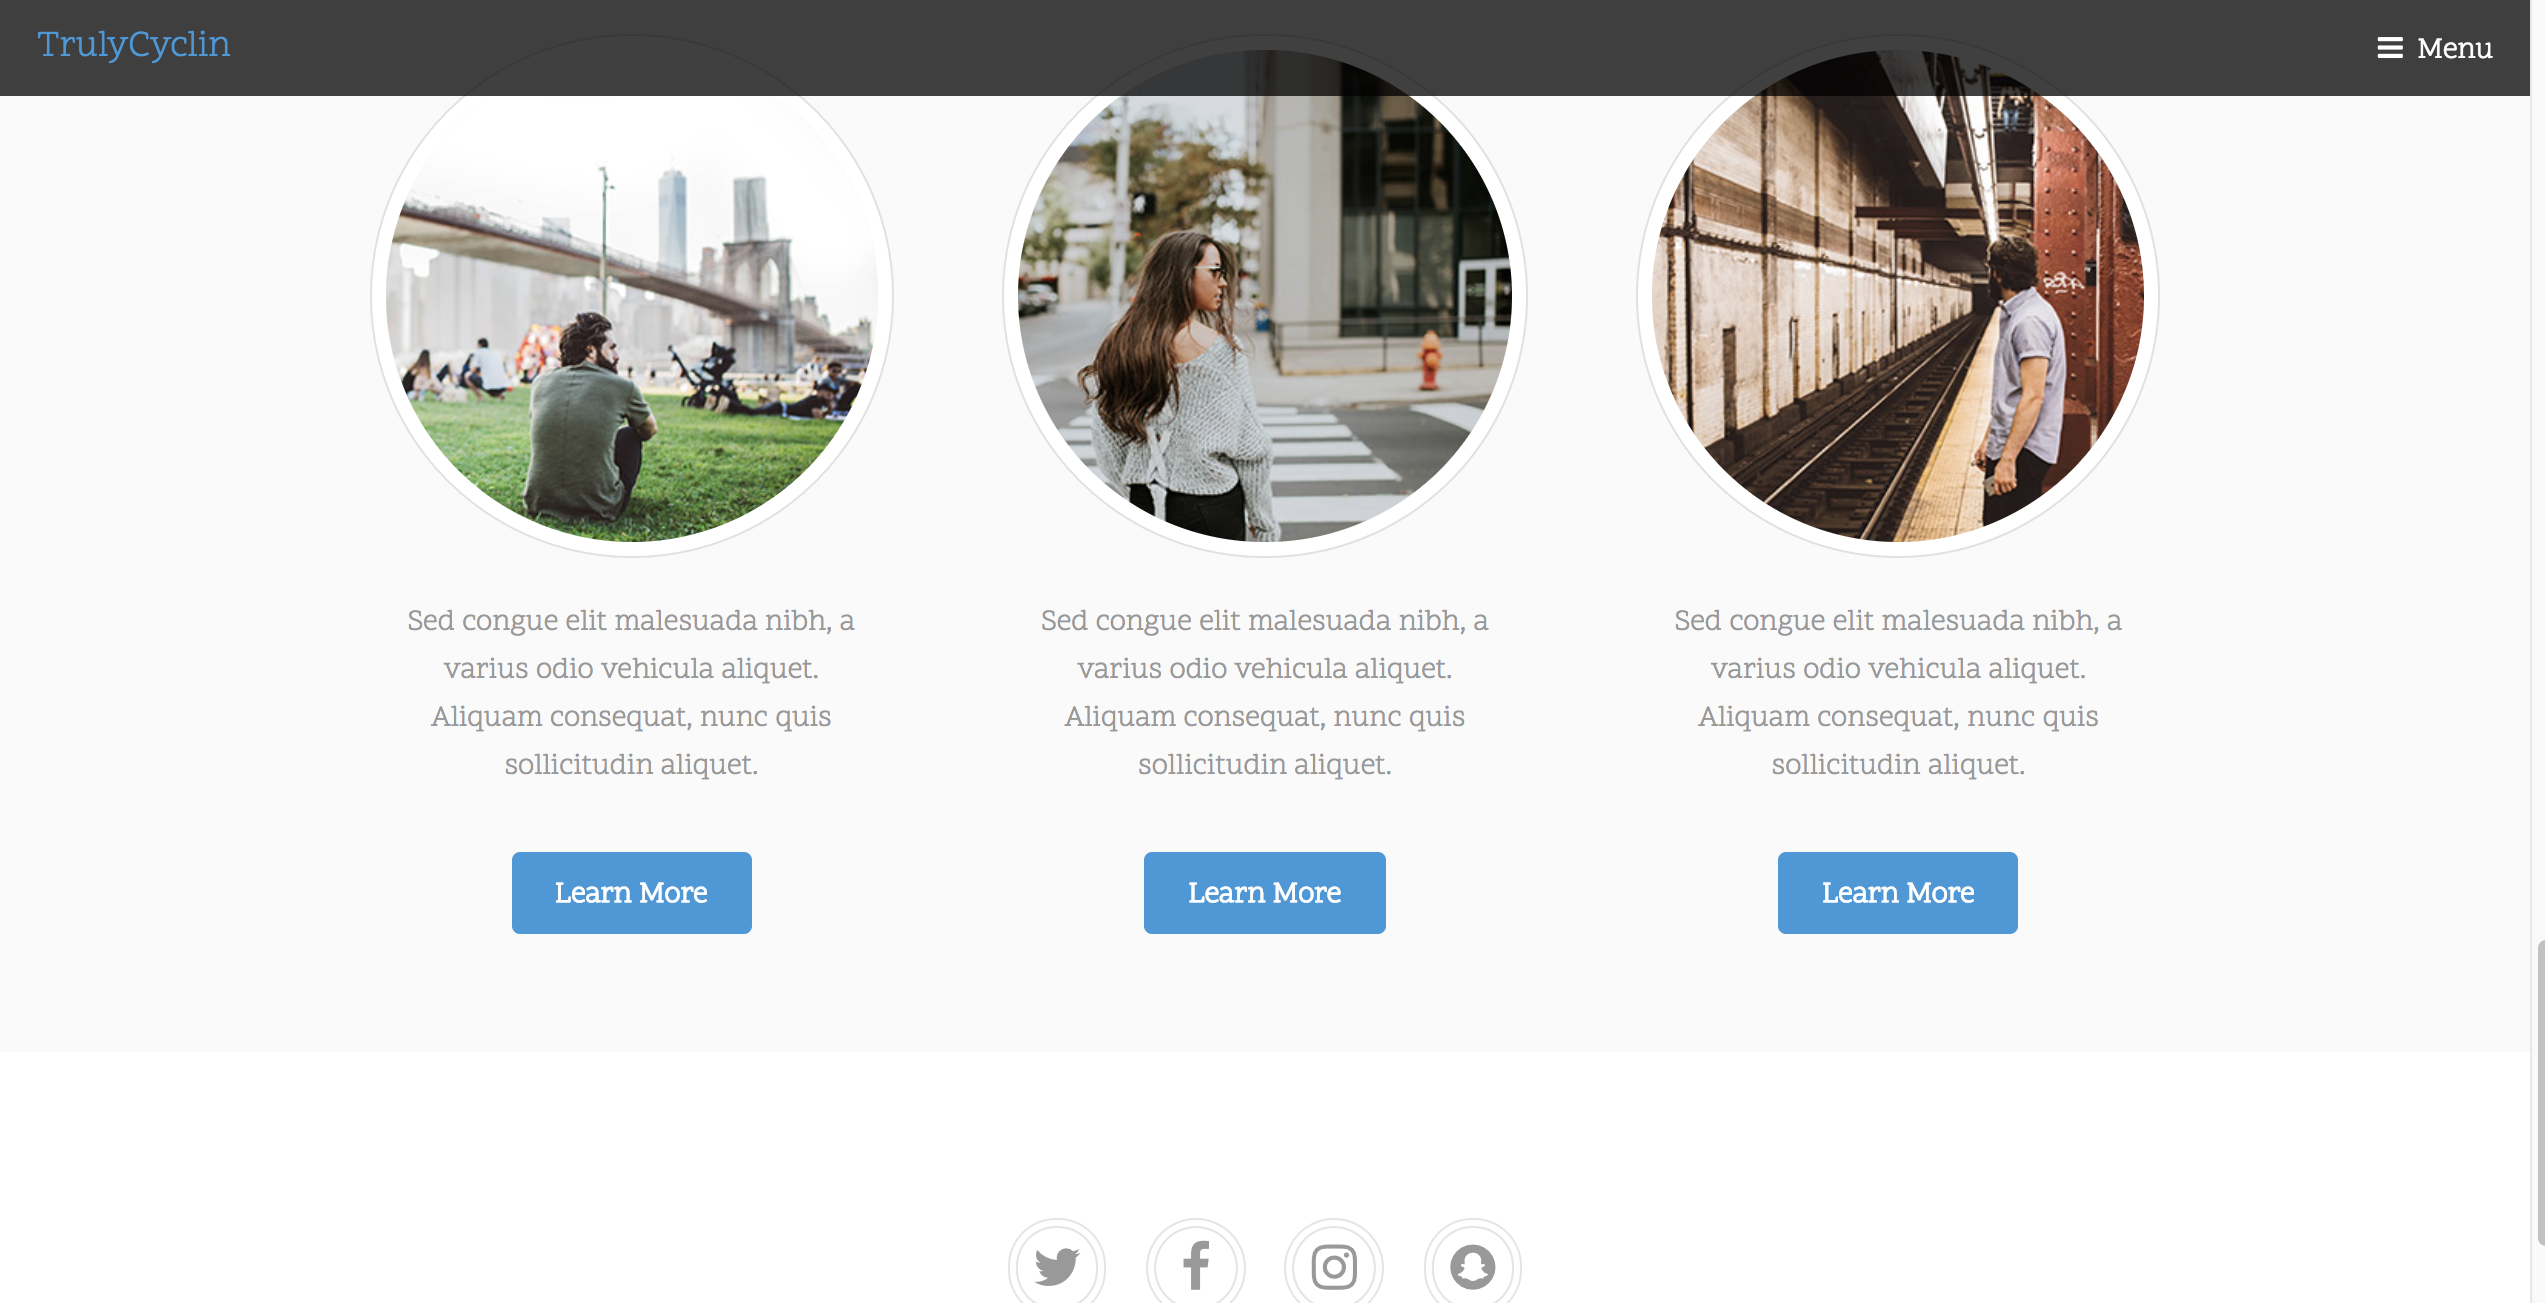 TrulyCyclin
Menu
Sed congue elit malesuada nibh, a
varius odio vehicula aliquet.
Aliquam consequat, nunc quis
sollicitudin aliquet.
Learn More
Sed congue elit malesuada nibh, a
varius odio vehicula aliquet.
Aliquam consequat, nunc quis
sollicitudin aliquet.
Learn More
Sed congue elit malesuada nibh, a
varius odio vehicula aliquet.
Aliquam consequat, nunc quis
sollicitudin aliquet.
Learn More